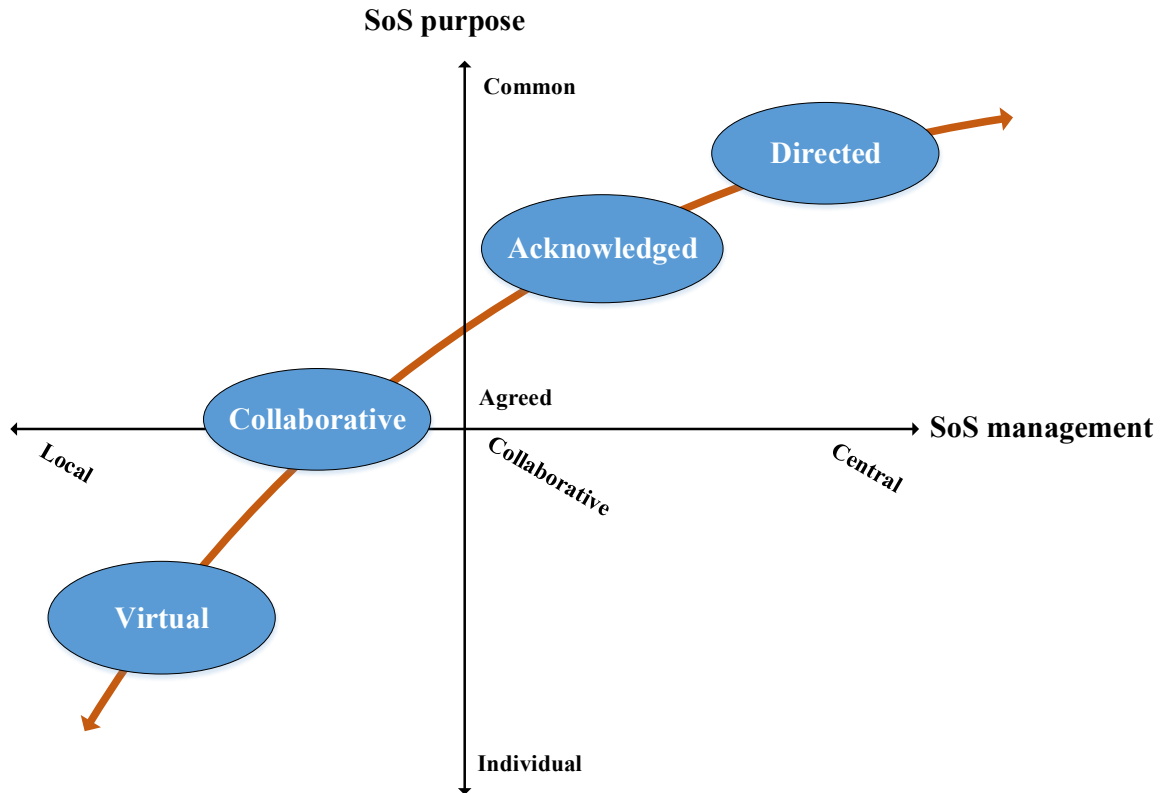 SoS purpose
Common
Directed
Acknowledged
Agreed
Collaborative
SoS management
Local
Collaborative
Central
Virtual
Individual